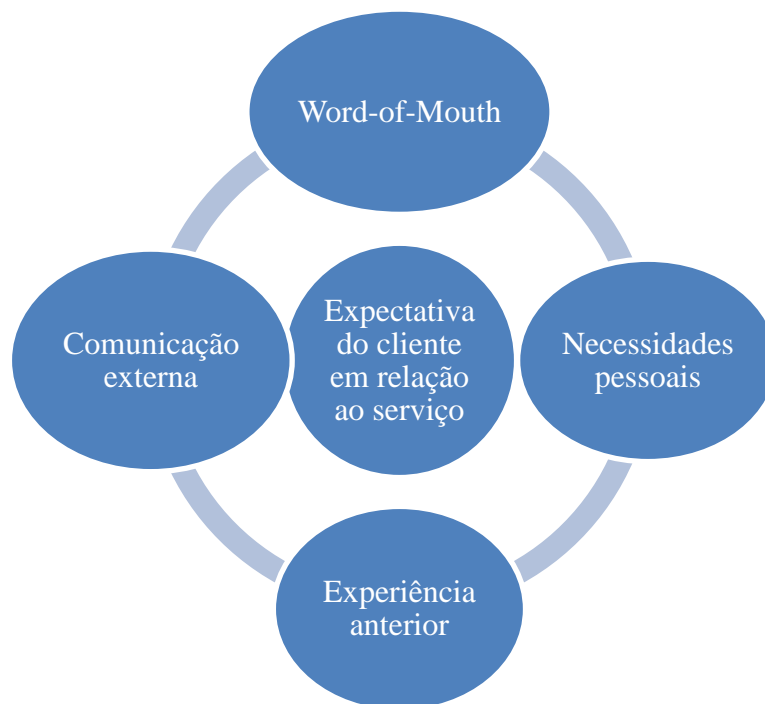 Word-of-Mouth
Comunicação
externa
Expectativa
do cliente
em relação
ao serviço
Necessidades
pessoais
Experiência
anterior